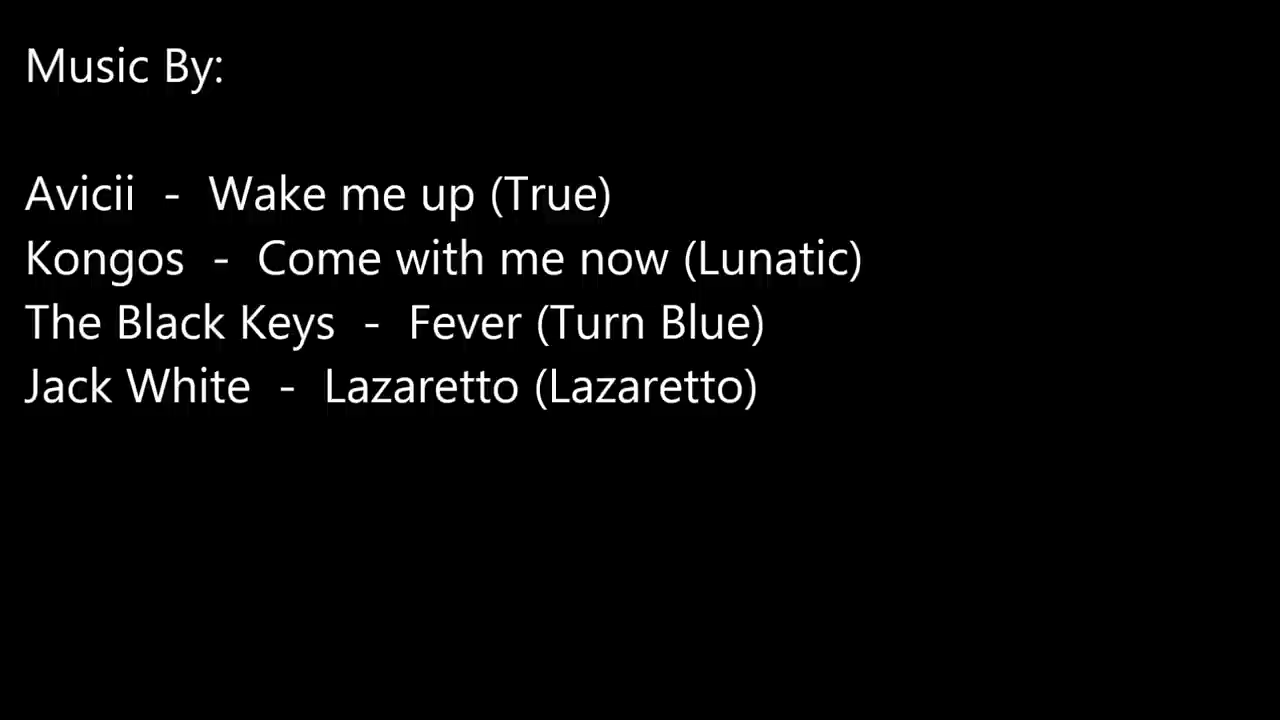 Music By:
Avicii - Wake me up (True)
Kongos - Come with me now (Lunatic)
The Black Keys - Fever (Turn Blue)
Jack White - Lazaretto (Lazaretto)